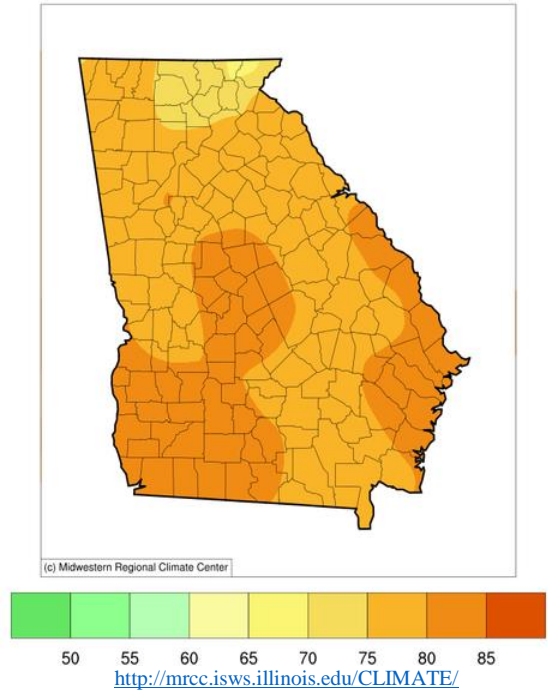 (c) Midwestern Regional Climate Center
50 55 60 65 70 75 80 85
http://mrcc.isws.illinois.edu/CLIMATE/